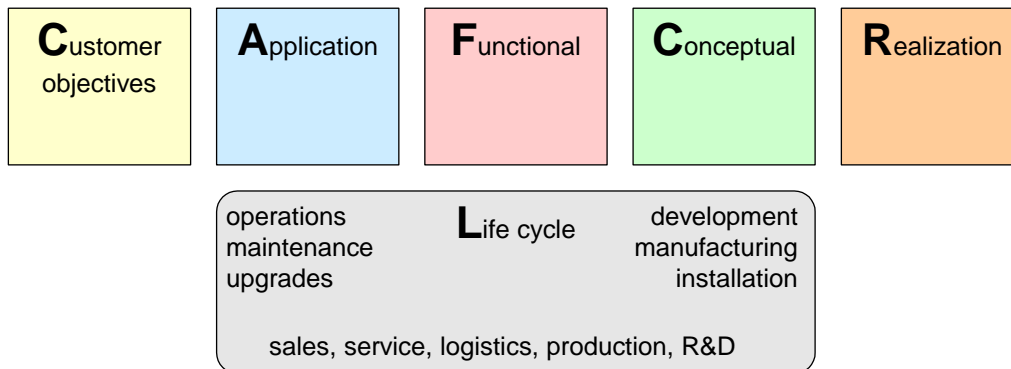 Customer
objectives
Application
Functional
Conceptual
Realization
operations
maintenance
upgrades
Life cycle
development
manufacturing
installation
sales, service, logistics, production, R&D